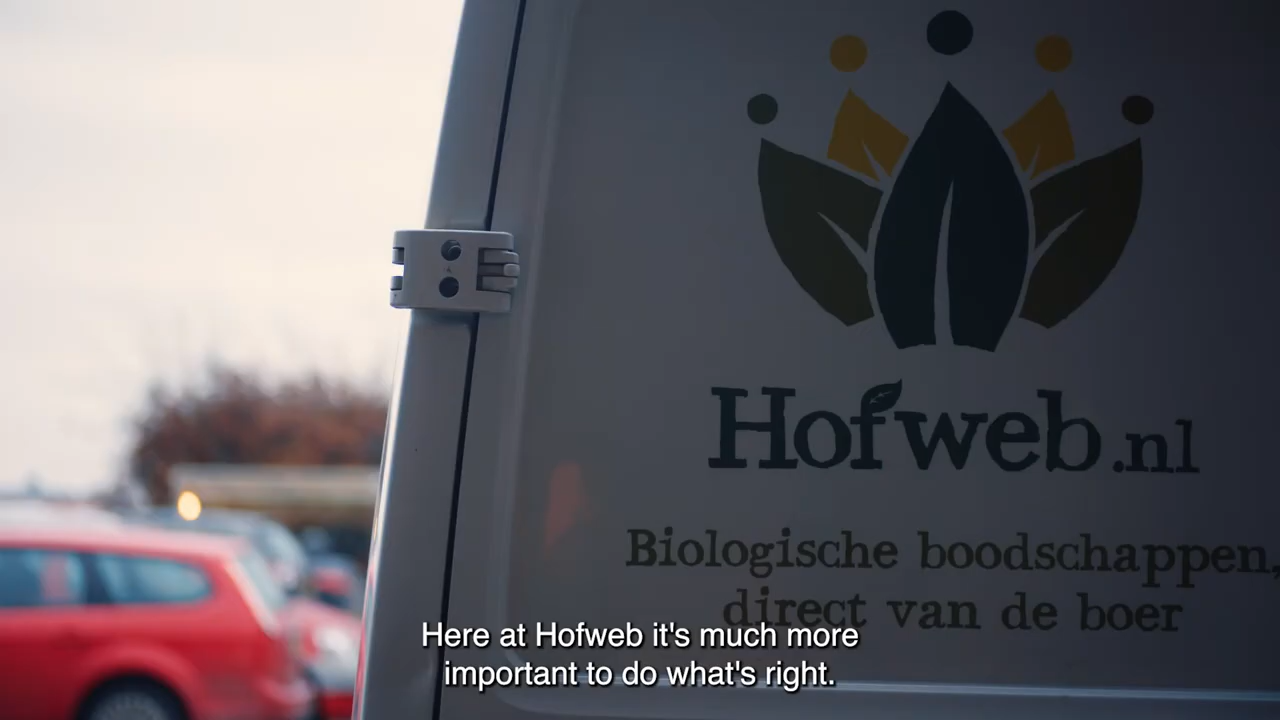 Hofweb.nl
Biologische boodschappen,
direct van de boer
Here at Hofweb it's much more
important to do what's right.